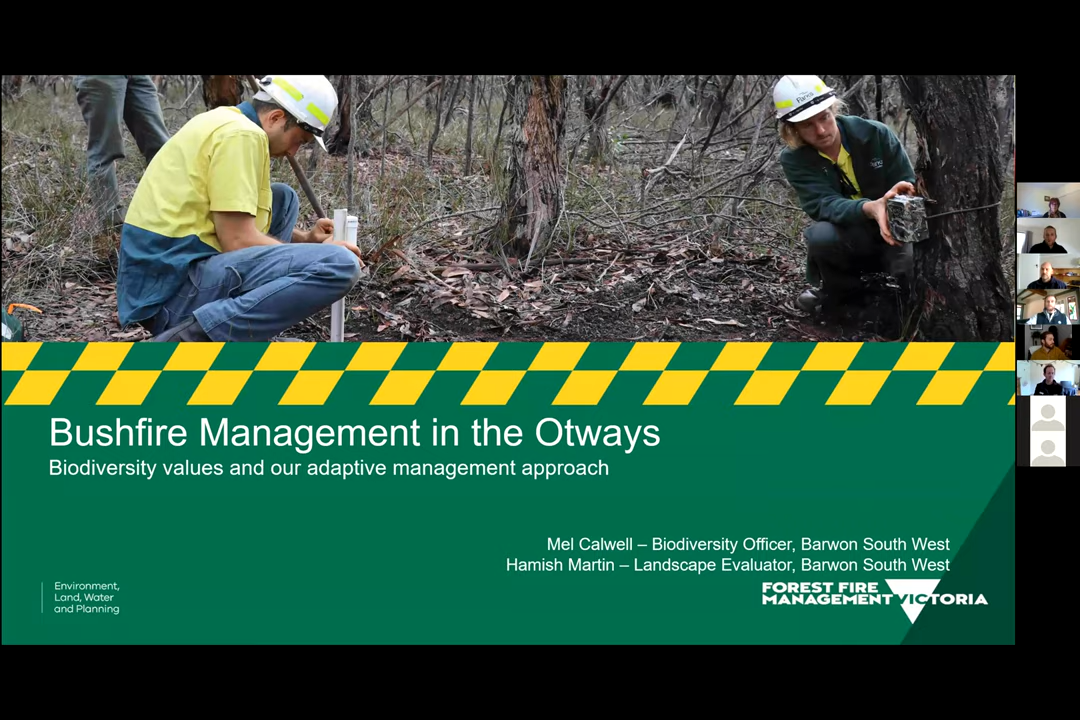 Bushfire Management in the Otways
Biodiversity values and our adaptive management approach
Mel Calwell – Biodiversity Officer, Barwon South West
Hamish Martin – Landscape Evaluator, Barwon South West
Environment,
Land, Water
and Planning
FOREST FIRE
MANAGEMENT VICTORIA